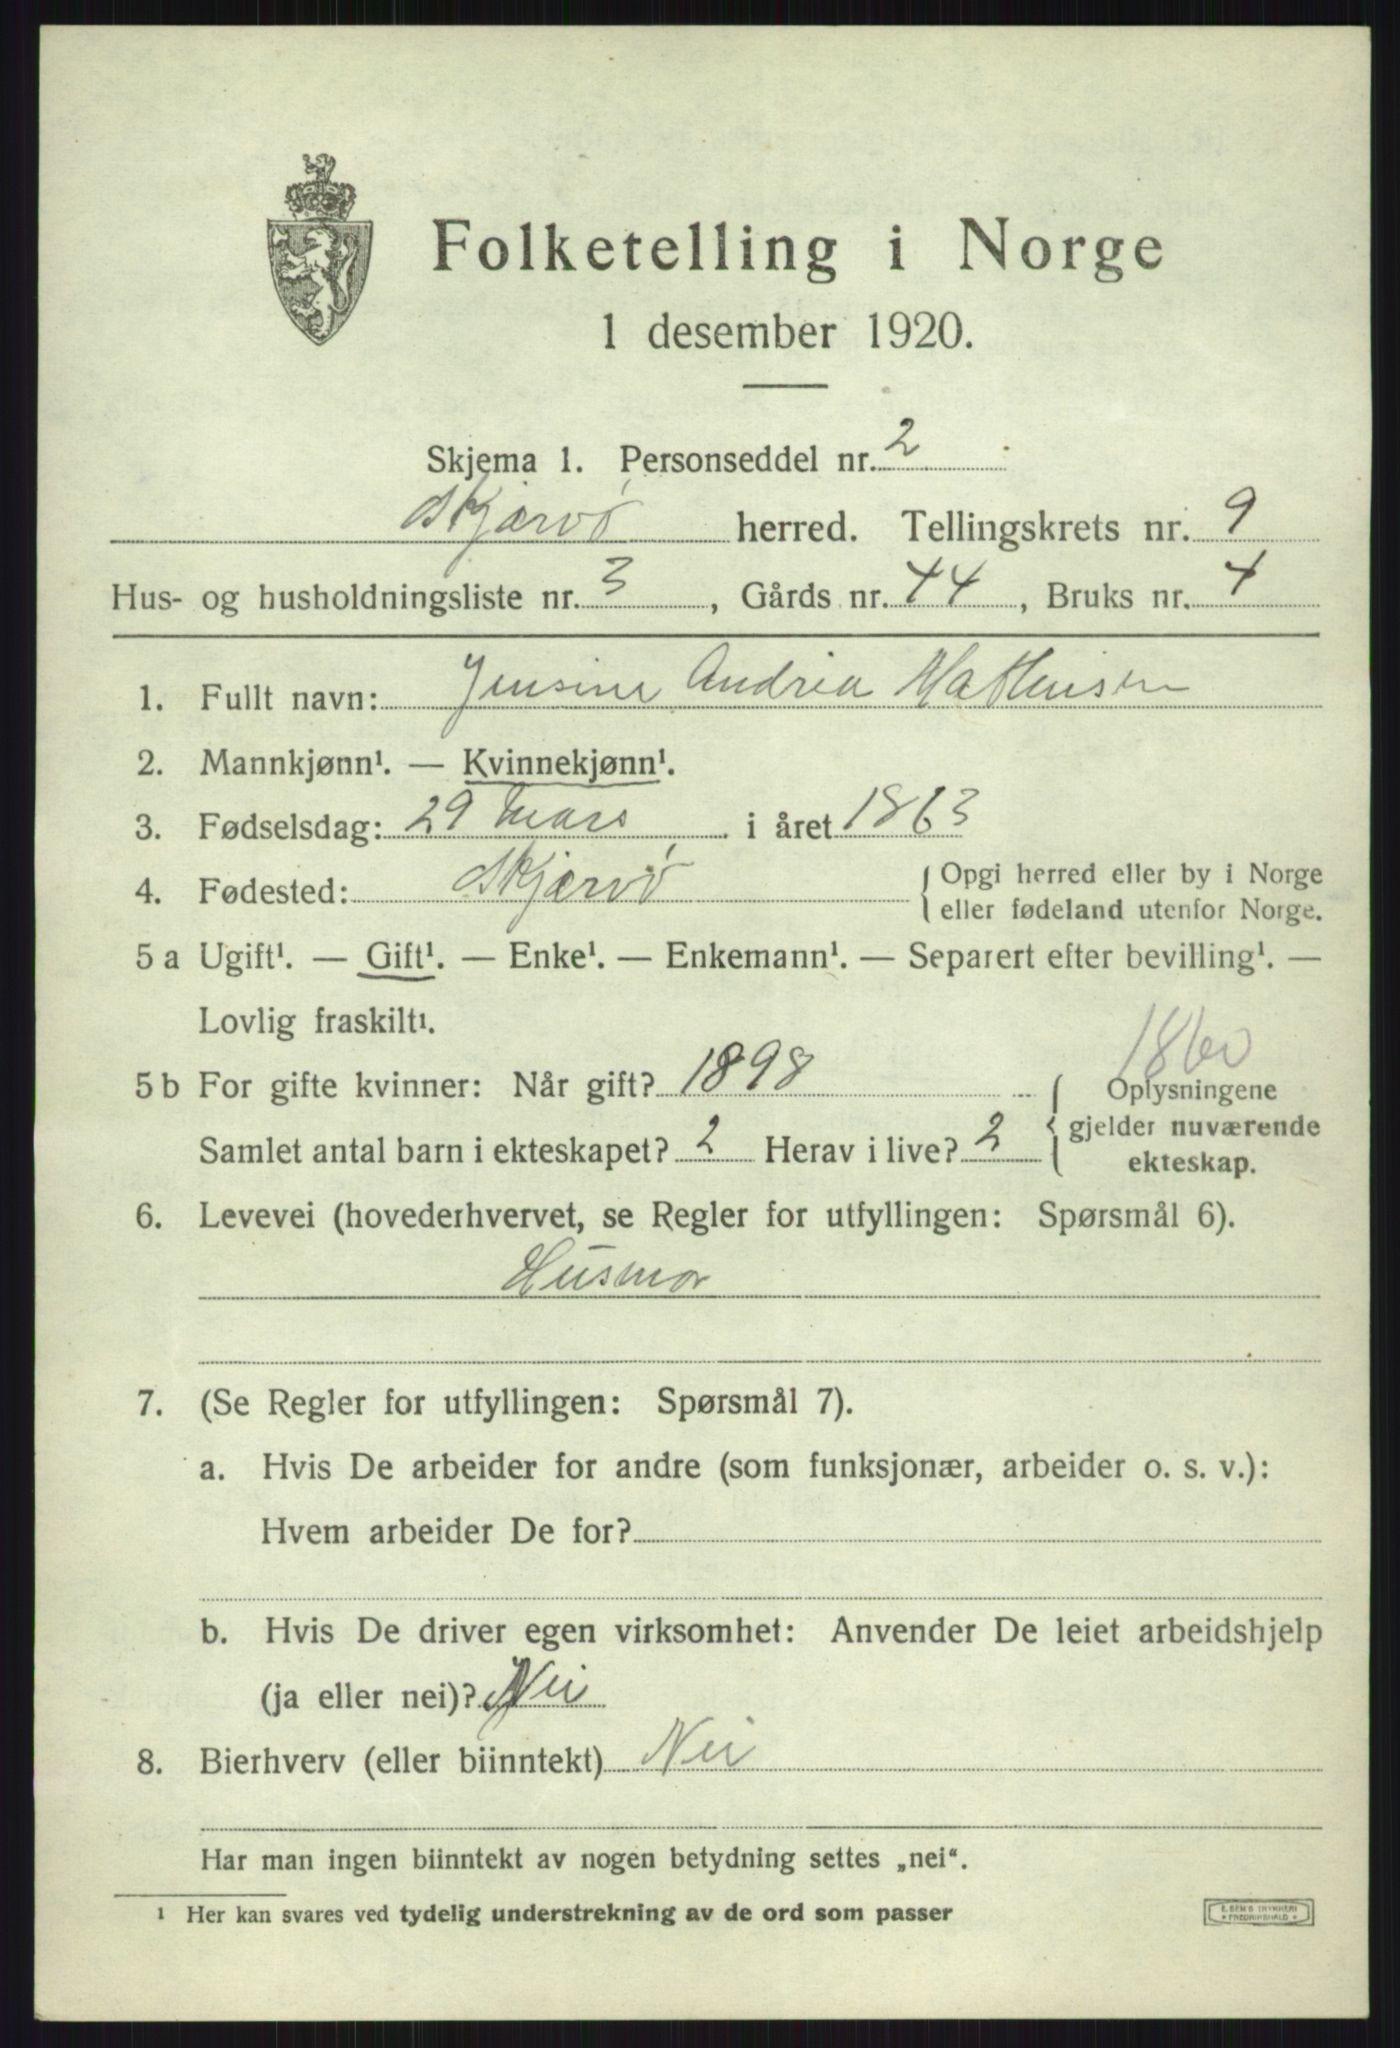 Folketelling i Norge
1 desember 1920.
Skjema 1. Personseddel nr. 2
Skjærvö herred. Tellingskrets nr. 9
Hus- og husholdningsliste nr. 3, Gårds nr. 44, Bruks nr. 4
1. Fullt navn: Jensine Andrea Mathisen
2. Mannkjønn¹. — Kvinnekjønn¹.
3. Fødselsdag: 29 mars i året 1863
4. Fødested: Skjærvö { Opgi herred eller by i Norge
eller fødeland utenfor Norge.
5 a Ugift¹. — Gift¹. — Enke¹. — Enkemann¹. — Separert efter bevilling¹. —
Lovlig fraskilt¹.
1860
5 b For gifte kvinner: Når gift? 1898 { Oplysningene
gjelder nuværende
Samlet antal barn i ekteskapet? 2 Herav i live? 2
ekteskap.
6. Levevei (hovederhvervet, se Regler for utfyllingen: Spørsmål 6).
Husmor
7. (Se Regler for utfyllingen: Spørsmål 7).
a. Hvis De arbeider for andre (som funksjonær, arbeider o. s. v.):
Hvem arbeider De for?
b. Hvis De driver egen virksomhet: Anvender De leiet arbeidshjelp
(ja eller nei)? Nei
8. Bierhverv (eller biinntekt) Nei
Har man ingen biinntekt av nogen betydning settes „nei“.
¹ Her kan svares ved tydelig understrekning av de ord som passer
E. SEM'S TRYKKERI
FREDRIKSHALD